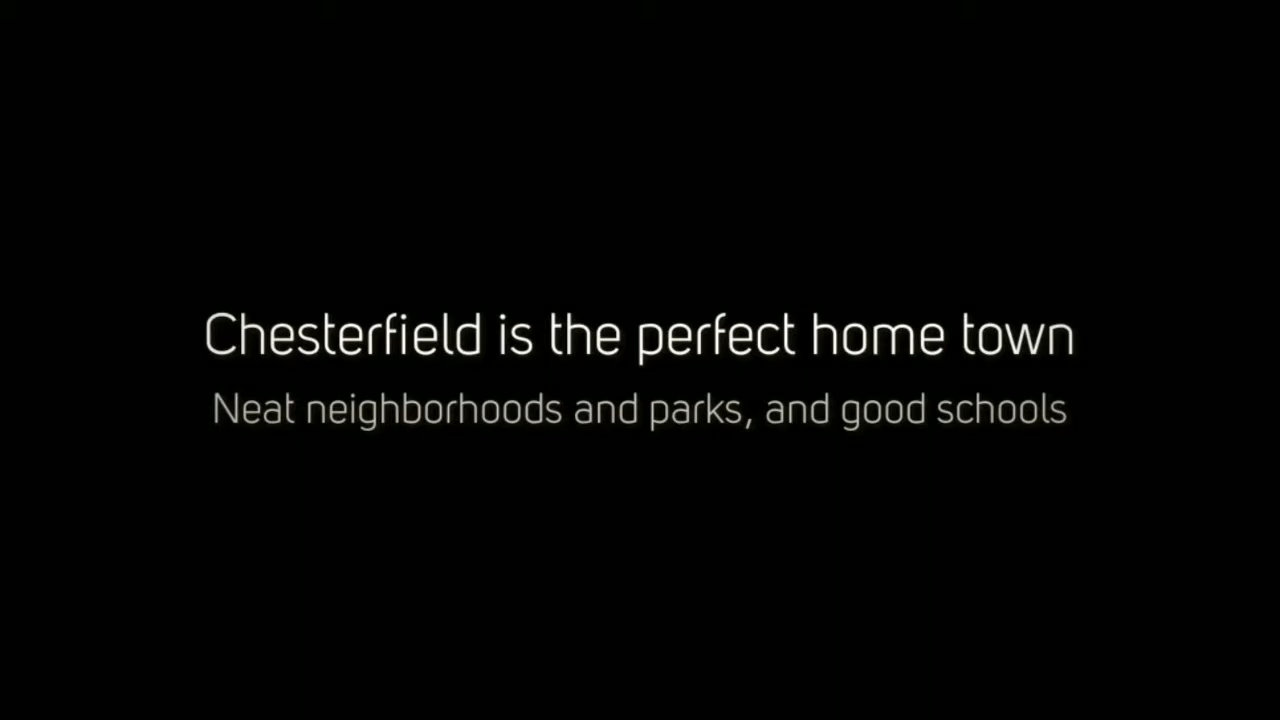 Chesterfield is the perfect home town
Neat neighborhoods and parks, and good schools